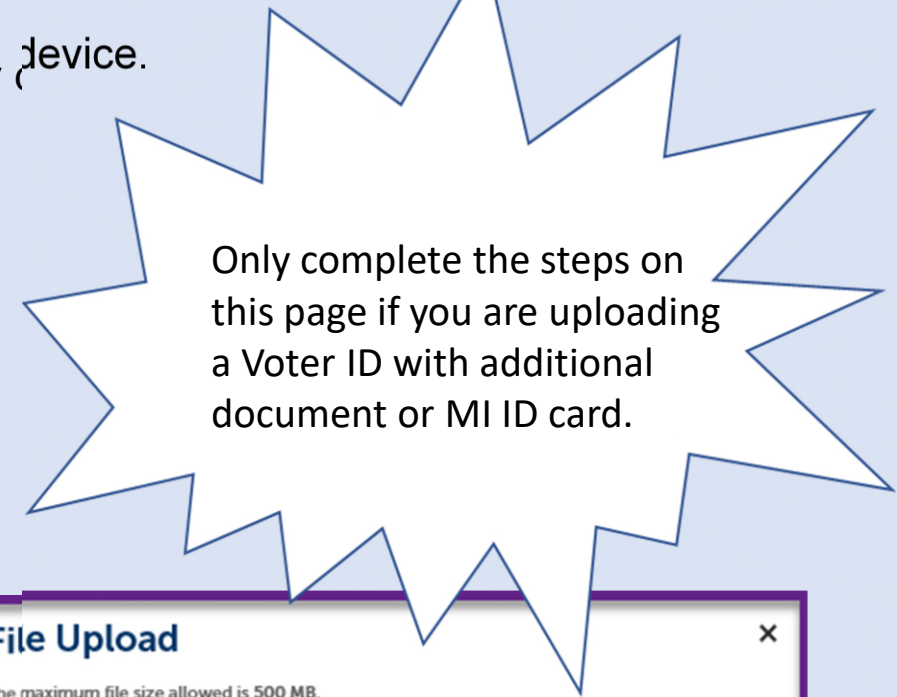 device.
Only complete the steps on
this page if you are uploading
a Voter ID with additional
document or MI ID card.
File Upload ×
he maximum file size allowed is 500 MB.